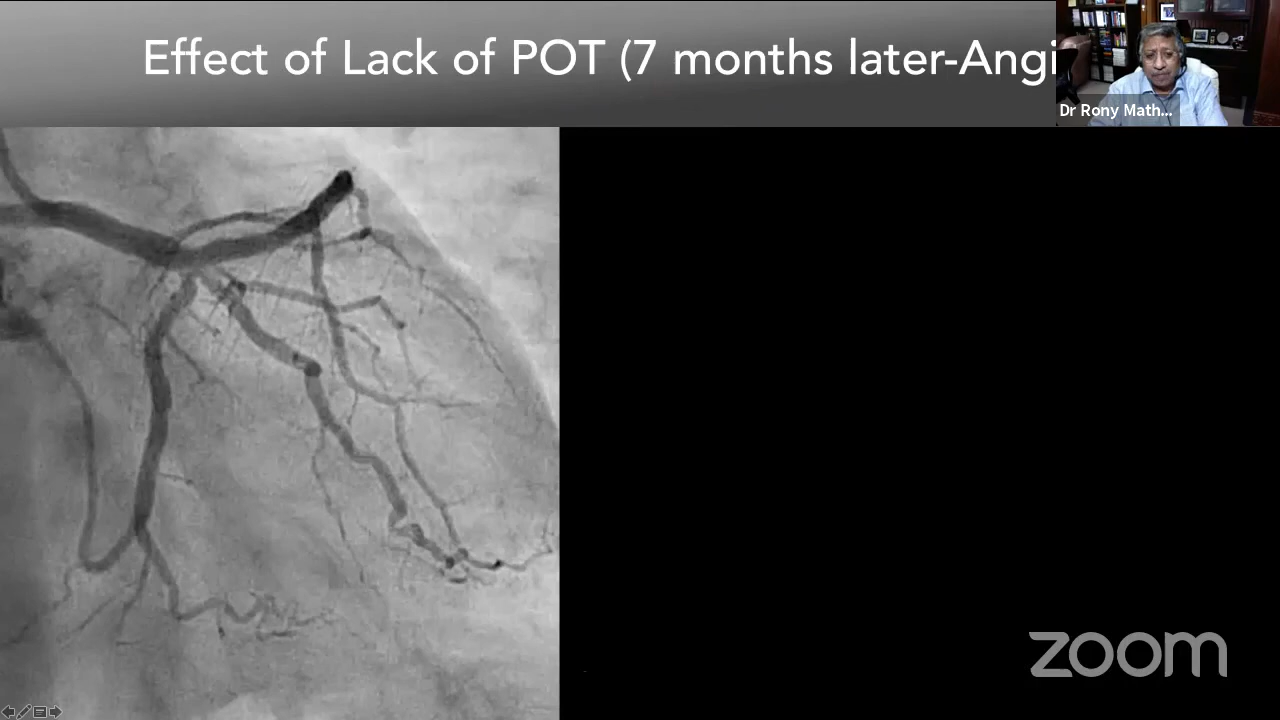 Effect of Lack of POT (7 months later-Angi
Dr Rony Math...
zoom